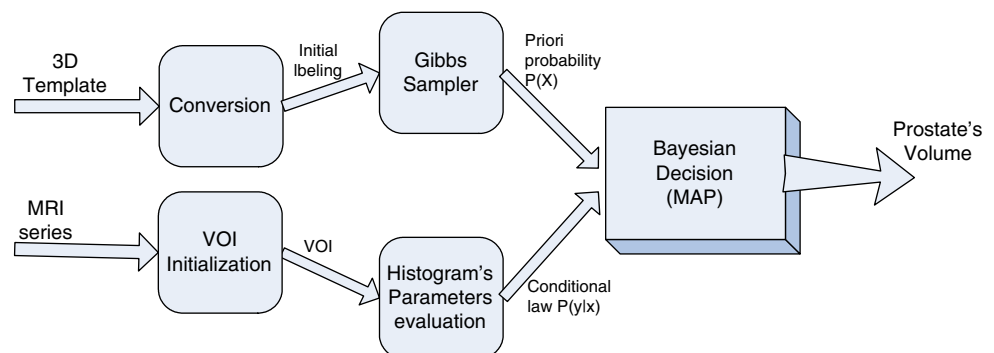 3D
Template
Conversion
Initial
lbeling
Gibbs
Sampler
Priori
probability
P(X)
MRI
series
VOI
Initialization
VOI
Histogram's
Parameters
evaluation
Conditional
law P(y|x)
Bayesian
Decision
(MAP)
Prostate's
Volume